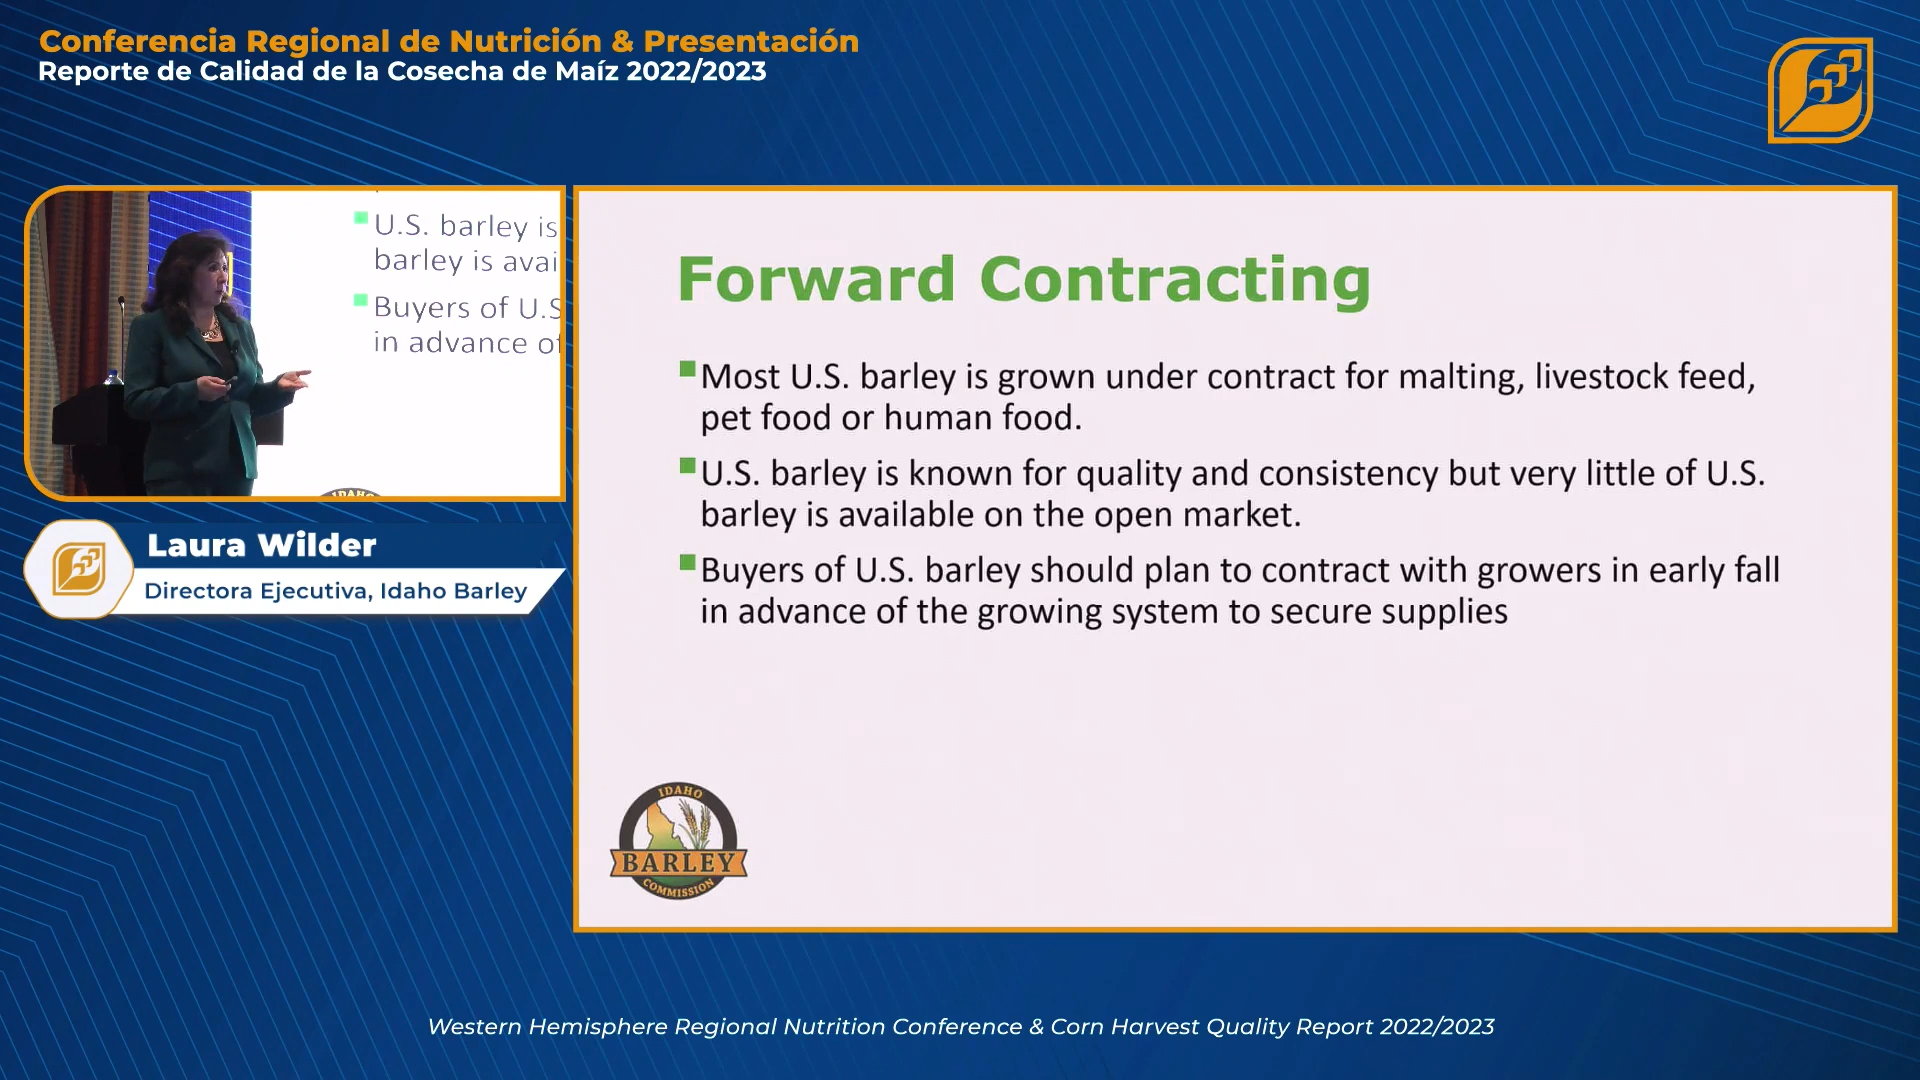 Conferencia Regional de Nutrición & Presentación
Reporte de Calidad de la Cosecha de Maíz 2022/2023
U.S. barley is
barley is avai
Buyers of U.S
in advance of
IDAHO
Laura Wilder
Directora Ejecutiva, Idaho Barley
Forward Contracting
Most U.S. barley is grown under contract for malting, livestock feed,
pet food or human food.
U.S. barley is known for quality and consistency but very little of U.S.
barley is available on the open market.
Buyers of U.S. barley should plan to contract with growers in early fall
in advance of the growing system to secure supplies
IDAHO
BARLEY
COMMISSION
Western Hemisphere Regional Nutrition Conference & Corn Harvest Quality Report 2022/2023